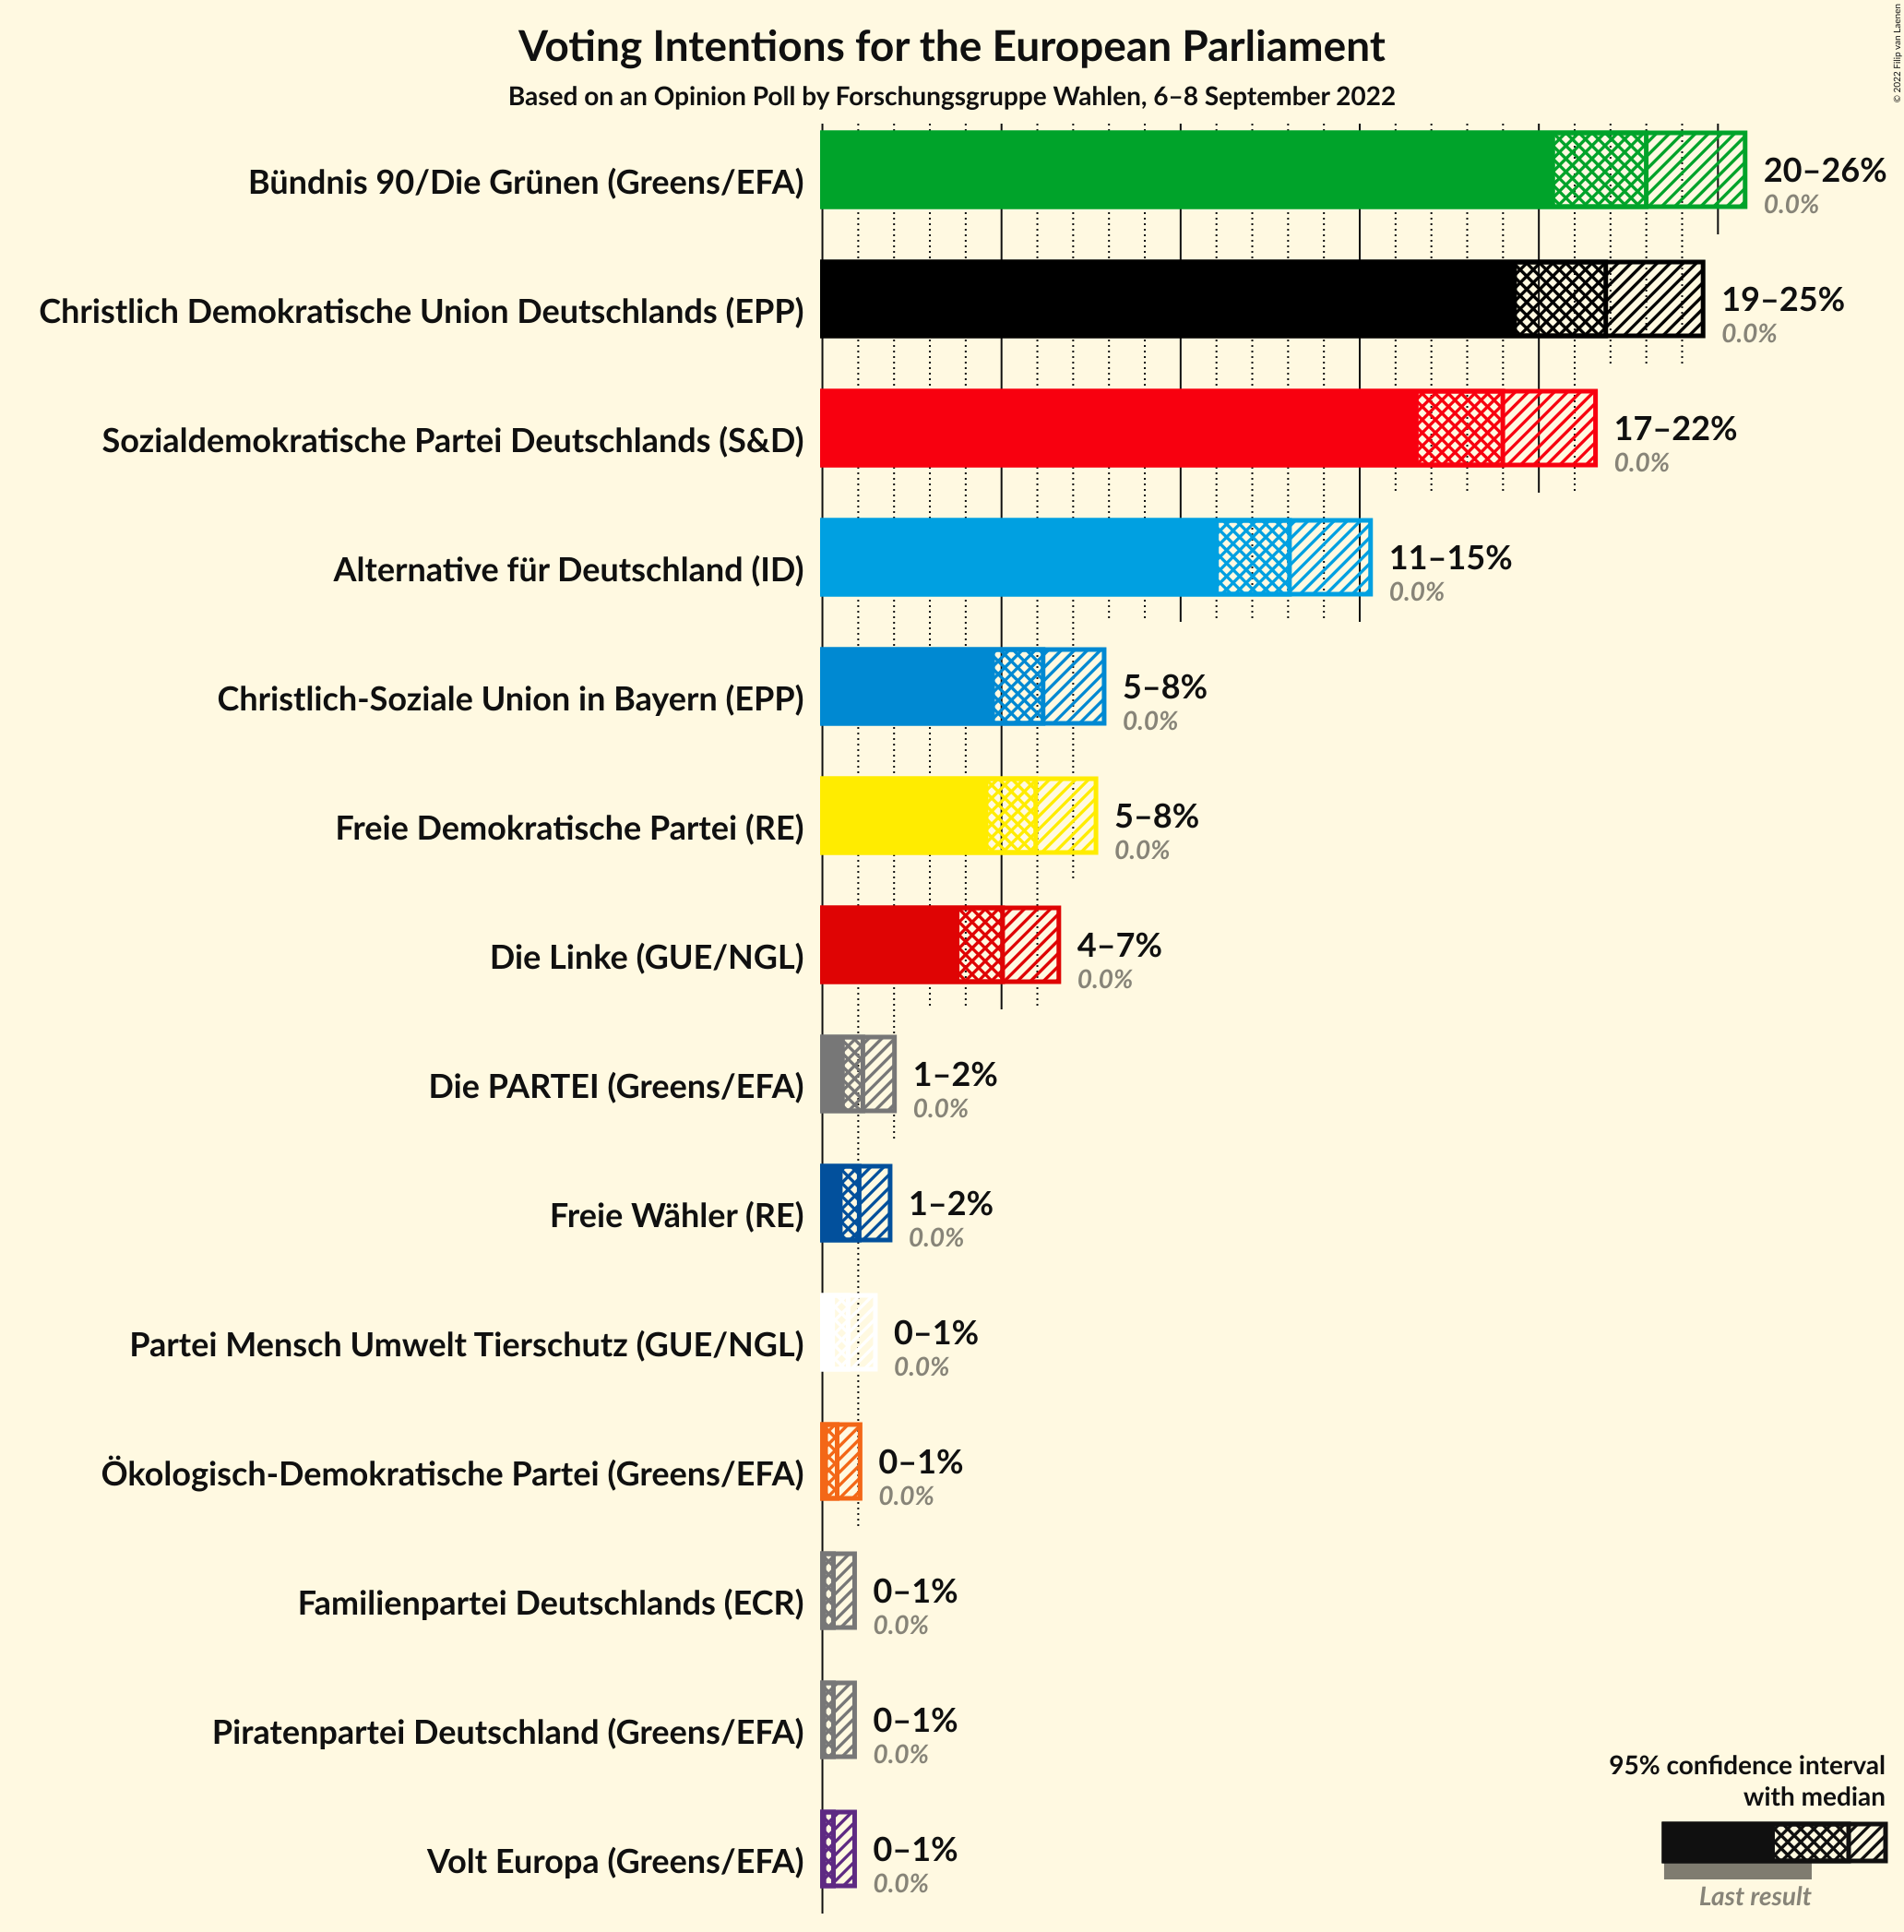 Voting Intentions for the European Parliament
Based on an Opinion Poll by Forschungsgruppe Wahlen, 6–8 September 2022
© 2022 Filip van Laenen
Bündnis 90/Die Grünen (Greens/EFA)
20–26%
0.0%
Christlich Demokratische Union Deutschlands (EPP)
19–25%
0.0%
Sozialdemokratische Partei Deutschlands (S&D)
17–22%
0.0%
Alternative für Deutschland (ID)
11–15%
0.0%
Christlich-Soziale Union in Bayern (EPP)
5–8%
0.0%
Freie Demokratische Partei (RE)
5–8%
0.0%
Die Linke (GUE/NGL)
4–7%
0.0%
Die PARTEI (Greens/EFA)
1–2%
0.0%
Freie Wähler (RE)
1–2%
0.0%
Partei Mensch Umwelt Tierschutz (GUE/NGL)
0–1%
0.0%
Ökologisch-Demokratische Partei (Greens/EFA)
0–1%
0.0%
Familienpartei Deutschlands (ECR)
0–1%
0.0%
Piratenpartei Deutschland (Greens/EFA)
0–1%
0.0%
Volt Europa (Greens/EFA)
0–1%
0.0%
95% confidence interval
with median
Last result